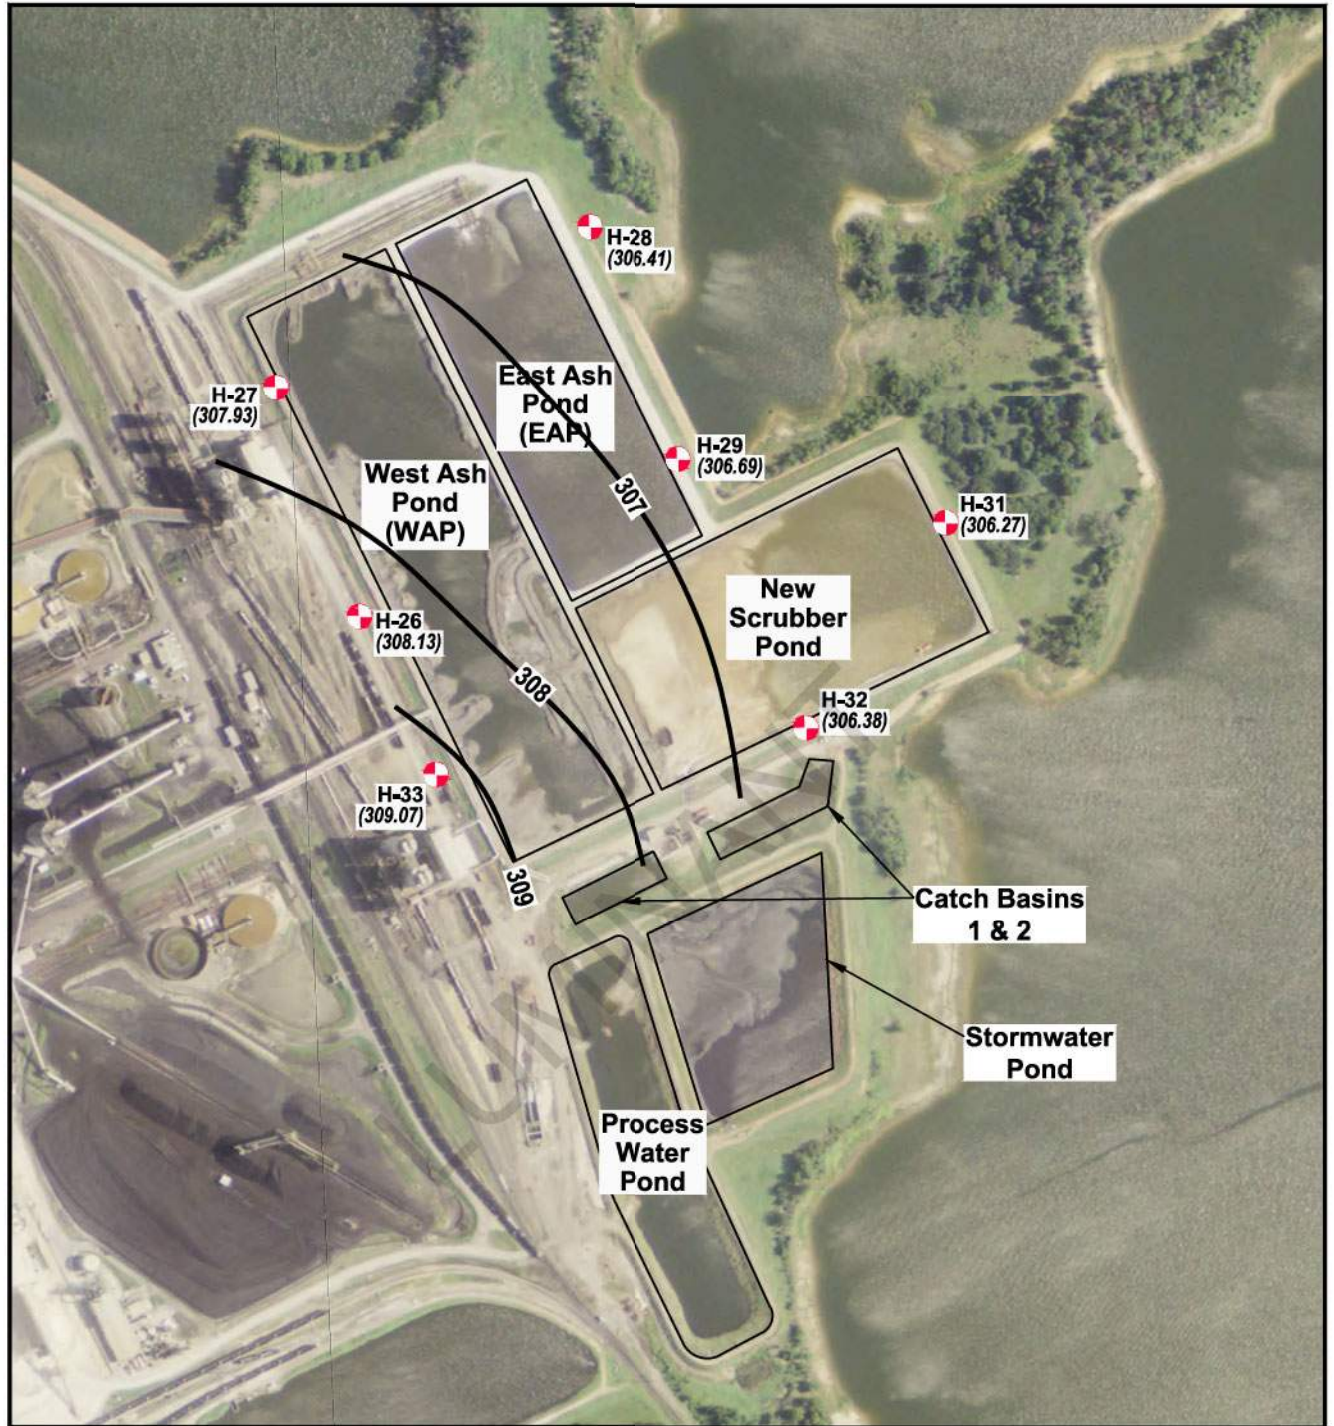 H-28
(306.41)
H-27
(307.93)
East Ash
Pond
(EAP)
H-29
(306.69)
West Ash
Pond
(WAP)
307
H-31
(306.27)
New
Scrubber
Pond
H-26
(308.13)
308
H-32
(306.38)
H-33
(309.07)
309
Catch Basins
1 & 2
Stormwater
Pond
Process
Water
Pond